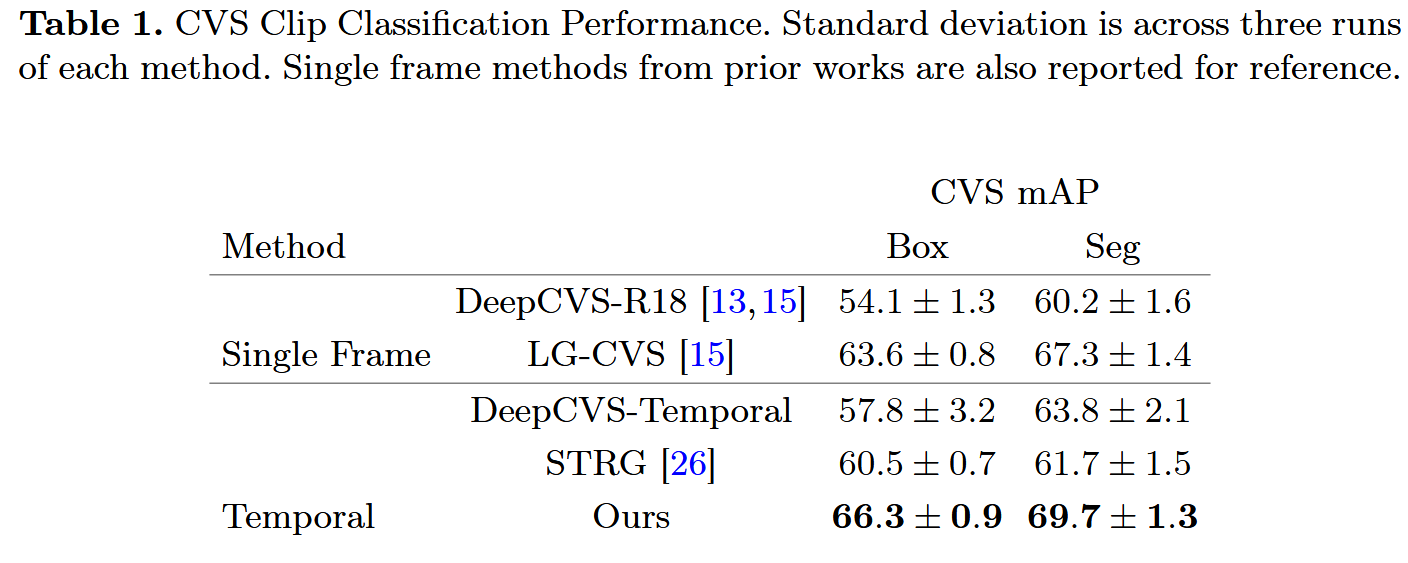 Table 1. CVS Clip Classification Performance. Standard deviation is across three runs
of each method. Single frame methods from prior works are also reported for reference.
CVS mAP
Method Box Seg
DeepCVS-R18 [13,15] 54.1 ± 1.3 60.2 ± 1.6
Single Frame LG-CVS [15] 63.6 ± 0.8 67.3 ± 1.4
DeepCVS-Temporal 57.8 ± 3.2 63.8 ± 2.1
STRG [26] 60.5 ± 0.7 61.7 ± 1.5
Temporal Ours 66.3 ± 0.9 69.7 ± 1.3